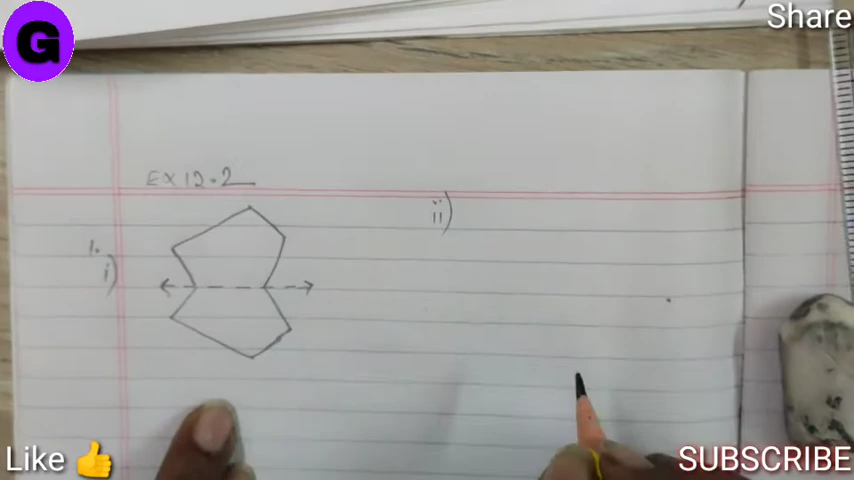 G
Share
Ex 12.2
ii)
1.
i)
Like 👍
SUBSCRIBE